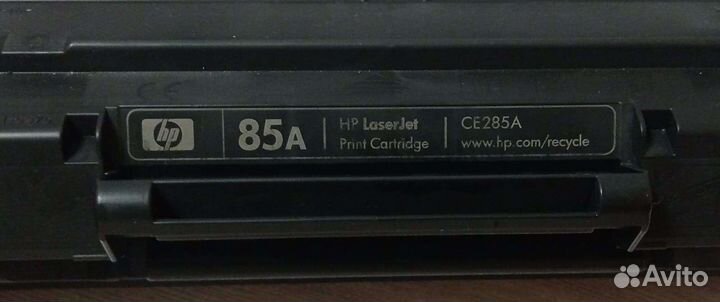 hp 85A HP LaserJet CE285A
Print Cartridge www.hp.com/recycle
Avito